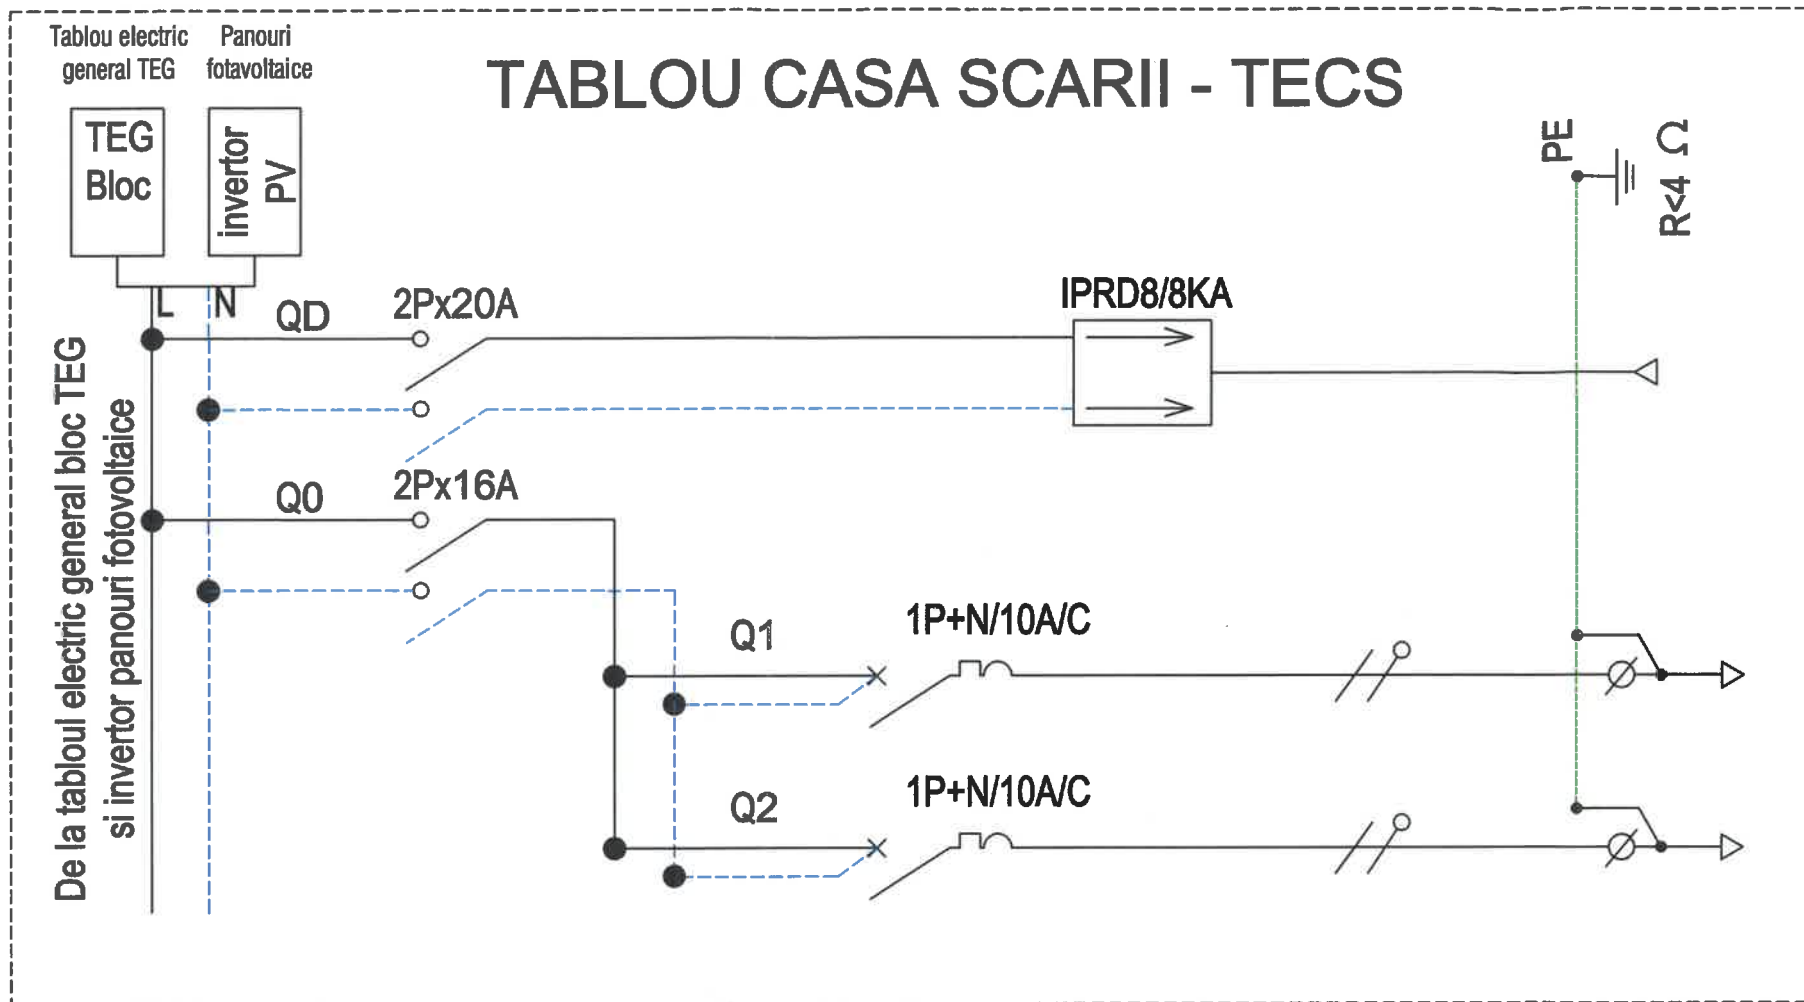 Tablou electric
general TEG
Panouri
fotavoltaice
TABLOU CASA SCARII - TECS
TEG
Bloc
invertor
PV
PE
R<4 Ω
L
N
QD
2Px20A
IPRD8/8KA
De la tabloul electric general bloc TEG
si invertor panouri fotovoltaice
Q0
2Px16A
Q1
1P+N/10A/C
Q2
1P+N/10A/C